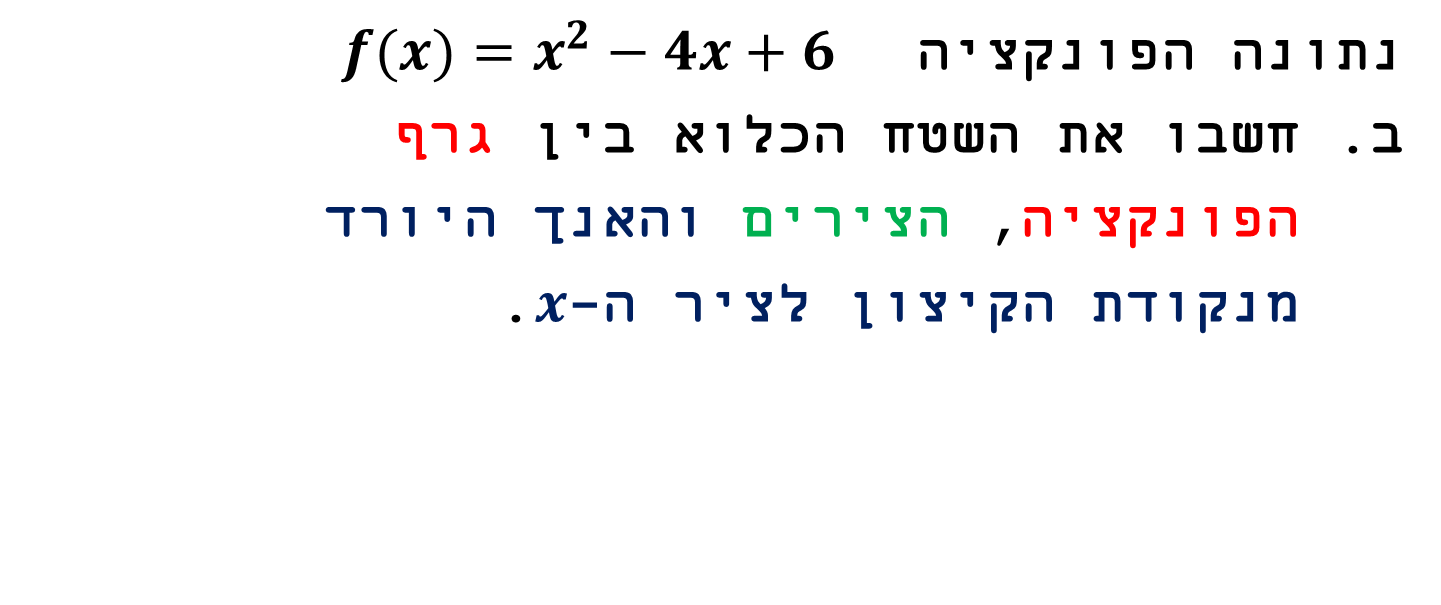 נתונה הפונקציה f(x) = x² − 4x + 6
ב. חשבו את השטח הכלוא בין גרף
הפונקציה, הצירים והאנך היורד
מנקודת הקיצון לציר ה-x.